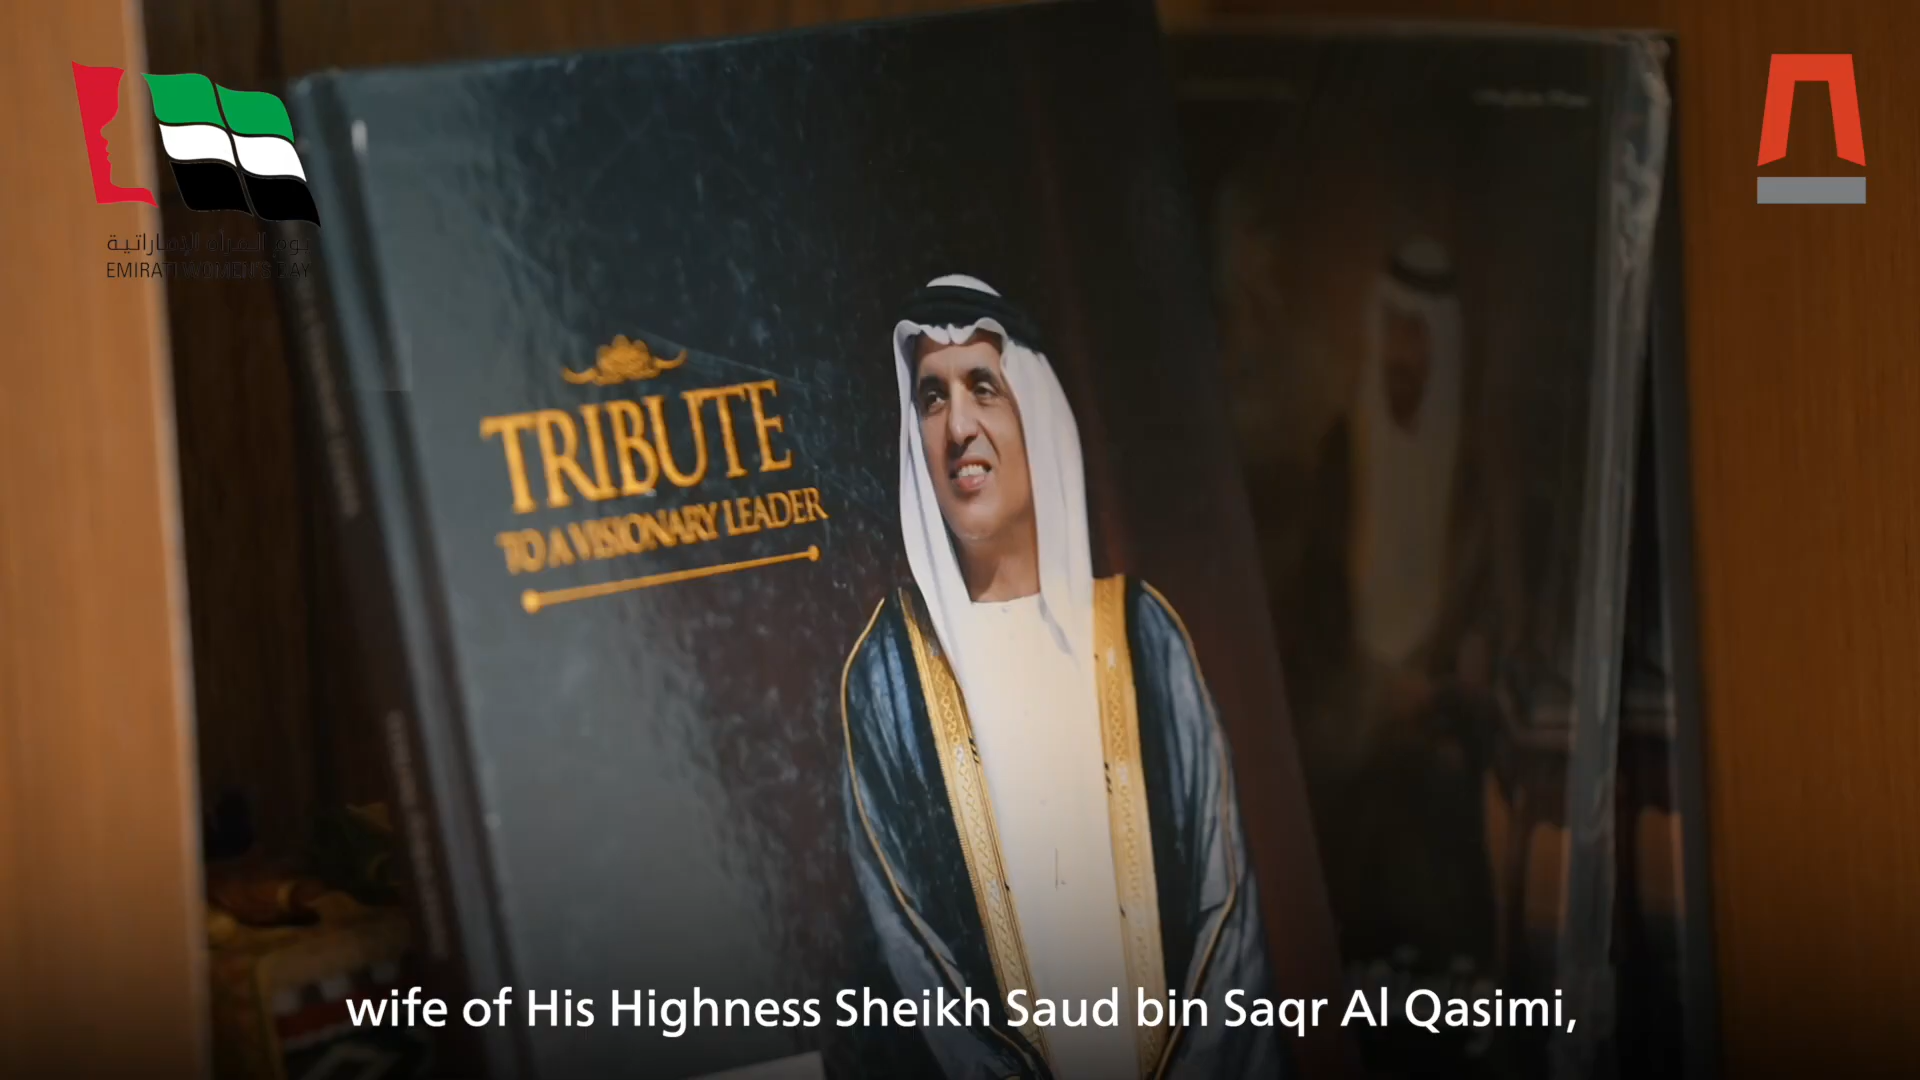 يوم المرأة الإماراتية
EMIRATI WOMEN'S DAY
TRIBUTE
TO A VISIONARY LEADER
wife of His Highness Sheikh Saud bin Saqr Al Qasimi,